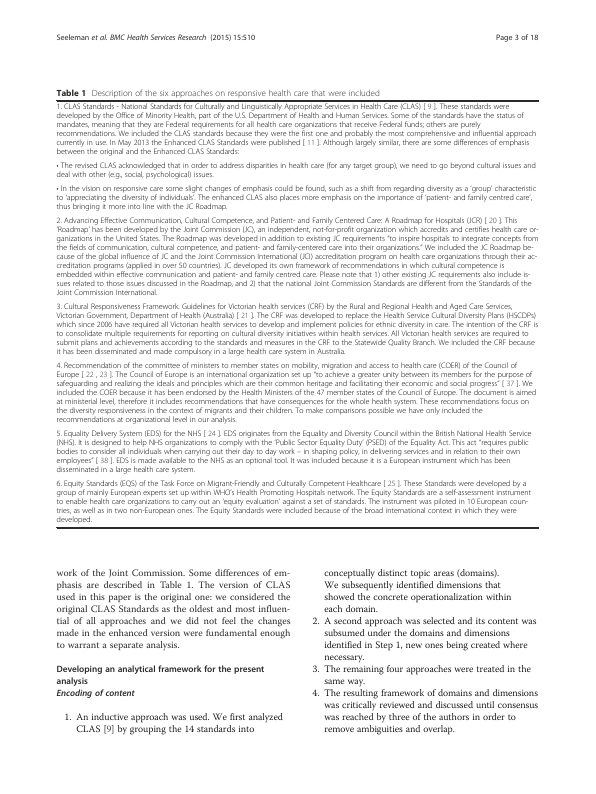 Seeleman et al. BMC Health Services Research (2015) 15:510
Page 3 of 18
Table 1 Description of the six approaches on responsive health care that were included
1. CLAS Standards - National Standards for Culturally and Linguistically Appropriate Services in Health Care (CLAS) [ 9 ]. These standards were
developed by the Office of Minority Health, part of the U.S. Department of Health and Human Services. Some of the standards have the status of
mandates, meaning that they are Federal requirements for all health care organizations that receive Federal funds; others are purely
recommendations. We included the CLAS standards because they were the first one and probably the most comprehensive and influential approach
currently in use. In May 2013 the Enhanced CLAS Standards were published [ 11 ]. Although largely similar, there are some differences of emphasis
between the original and the Enhanced CLAS Standards:
• The revised CLAS acknowledged that in order to address disparities in health care (for any target group), we need to go beyond cultural issues and
deal with other (e.g., social, psychological) issues.
• In the vision on responsive care some slight changes of emphasis could be found, such as a shift from regarding diversity as a ‘group’ characteristic
to ‘appreciating the diversity of individuals’. The enhanced CLAS also places more emphasis on the importance of ‘patient- and family centred care’,
thus bringing it more into line with the JC Roadmap.
2. Advancing Effective Communication, Cultural Competence, and Patient- and Family Centered Care: A Roadmap for Hospitals (JCR) [ 20 ]. This
‘Roadmap’ has been developed by the Joint Commission (JC), an independent, not-for-profit organization which accredits and certifies health care or-
ganizations in the United States. The Roadmap was developed in addition to existing JC requirements “to inspire hospitals to integrate concepts from
the fields of communication, cultural competence, and patient- and family-centered care into their organizations.” We included the JC Roadmap be-
cause of the global influence of JC and the Joint Commission International (JCI) accreditation program on health care organizations through their ac-
creditation programs (applied in over 50 countries). JC developed its own framework of recommendations in which cultural competence is
embedded within effective communication and patient- and family centred care. Please note that 1) other existing JC requirements also include is-
sues related to those issues discussed in the Roadmap, and 2) that the national Joint Commission Standards are different from the Standards of the
Joint Commission International.
3. Cultural Responsiveness Framework. Guidelines for Victorian health services (CRF) by the Rural and Regional Health and Aged Care Services,
Victorian Government, Department of Health (Australia) [ 21 ]. The CRF was developed to replace the Health Service Cultural Diversity Plans (HSCDPs)
which since 2006 have required all Victorian health services to develop and implement policies for ethnic diversity in care. The intention of the CRF is
to consolidate multiple requirements for reporting on cultural diversity initiatives within health services. All Victorian health services are required to
submit plans and achievements according to the standards and measures in the CRF to the Statewide Quality Branch. We included the CRF because
it has been disseminated and made compulsory in a large health care system in Australia.
4. Recommendation of the committee of ministers to member states on mobility, migration and access to health care (COER) of the Council of
Europe [ 22 , 23 ]. The Council of Europe is an international organization set up “to achieve a greater unity between its members for the purpose of
safeguarding and realizing the ideals and principles which are their common heritage and facilitating their economic and social progress” [ 37 ]. We
included the COER because it has been endorsed by the Health Ministers of the 47 member states of the Council of Europe. The document is aimed
at ministerial level, therefore it includes recommendations that have consequences for the whole health system. These recommendations focus on
the diversity responsiveness in the context of migrants and their children. To make comparisons possible we have only included the
recommendations at organizational level in our analysis.
5. Equality Delivery System (EDS) for the NHS [ 24 ]. EDS originates from the Equality and Diversity Council within the British National Health Service
(NHS). It is designed to help NHS organizations to comply with the ‘Public Sector Equality Duty’ (PSED) of the Equality Act. This act “requires public
bodies to consider all individuals when carrying out their day to day work – in shaping policy, in delivering services and in relation to their own
employees” [ 38 ]. EDS is made available to the NHS as an optional tool. It was included because it is a European instrument which has been
disseminated in a large health care system.
6. Equity Standards (EQS) of the Task Force on Migrant-Friendly and Culturally Competent Healthcare [ 25 ]. These Standards were developed by a
group of mainly European experts set up within WHO’s Health Promoting Hospitals network. The Equity Standards are a self-assessment instrument
to enable health care organizations to carry out an ‘equity evaluation’ against a set of standards. The instrument was piloted in 10 European coun-
tries, as well as in two non-European ones. The Equity Standards were included because of the broad international context in which they were
developed.
work of the Joint Commission. Some differences of em-
phasis are described in Table 1. The version of CLAS
used in this paper is the original one: we considered the
original CLAS Standards as the oldest and most influen-
tial of all approaches and we did not feel the changes
made in the enhanced version were fundamental enough
to warrant a separate analysis.
Developing an analytical framework for the present
analysis
Encoding of content
1. An inductive approach was used. We first analyzed
CLAS [9] by grouping the 14 standards into
conceptually distinct topic areas (domains).
We subsequently identified dimensions that
showed the concrete operationalization within
each domain.
2. A second approach was selected and its content was
subsumed under the domains and dimensions
identified in Step 1, new ones being created where
necessary.
3. The remaining four approaches were treated in the
same way.
4. The resulting framework of domains and dimensions
was critically reviewed and discussed until consensus
was reached by three of the authors in order to
remove ambiguities and overlap.